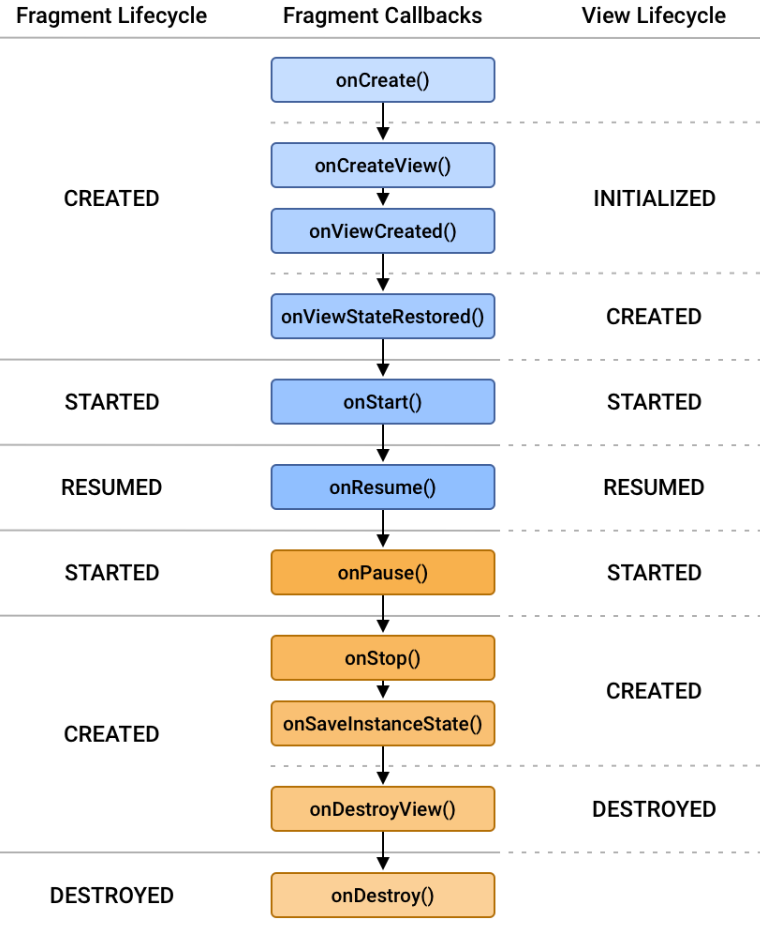 Fragment Lifecycle Fragment Callbacks View Lifecycle
onCreate()
onCreateView()
CREATED INITIALIZED
onViewCreated()
onViewStateRestored() CREATED
STARTED onStart() STARTED
RESUMED onResume() RESUMED
STARTED onPause() STARTED
onStop()
CREATED
onSaveInstanceState()
CREATED
onDestroyView() DESTROYED
DESTROYED onDestroy()